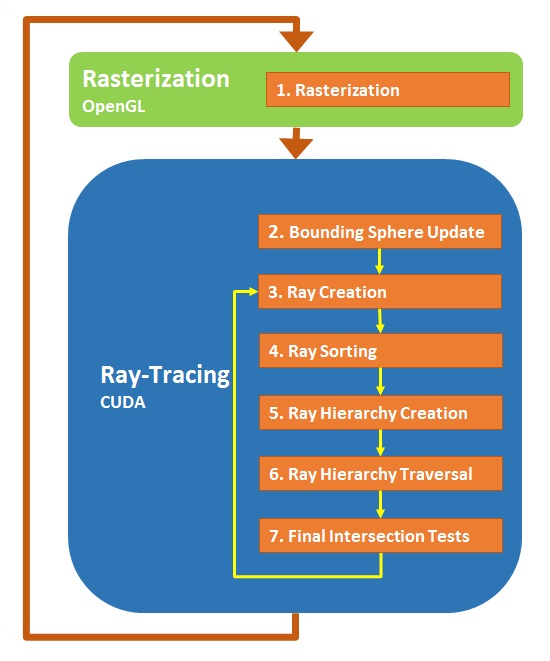 Rasterization
OpenGL
1. Rasterization
2. Bounding Sphere Update
3. Ray Creation
4. Ray Sorting
Ray-Tracing
CUDA
5. Ray Hierarchy Creation
6. Ray Hierarchy Traversal
7. Final Intersection Tests